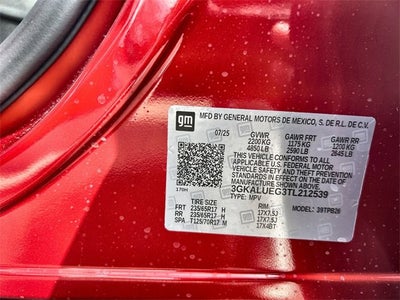 gm
MFD BY GENERAL MOTORS DE MEXICO, S. DE R.L. DE C.V.
07/25 GVWR GAWR FRT GAWR RR
2200 KG 1175 KG 1200 KG
4850 LB 2590 LB 2645 LB
THIS VEHICLE CONFORMS TO ALL
APPLICABLE U.S. FEDERAL MOTOR
VEHICLE SAFETY AND THEFT PREVENTION
STANDARDS IN EFFECT ON THE DATE OF
MANUFACTURE SHOWN ABOVE.
170H 3GKALUEG3TL212539
TYPE: MPV MODEL: 39TPB26
TIRE SIZE RIM
FRT 235/65R17 H 17X7.5J
RR 235/65R17 H 17X7.5J
SPA T125/70R17 M 17X4BT